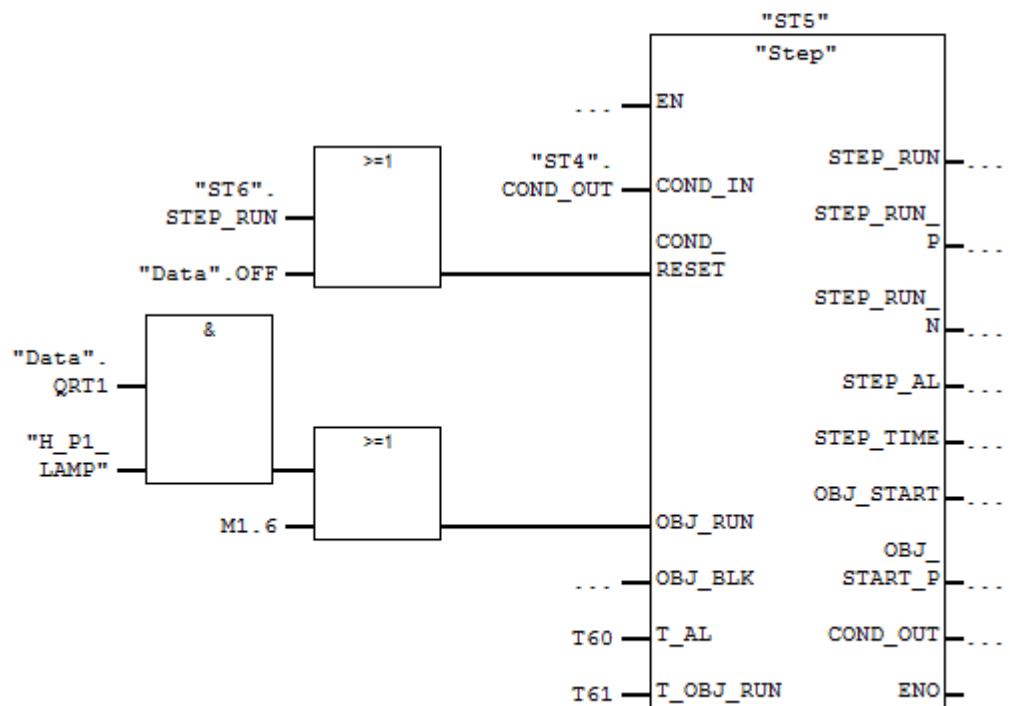 "ST5"
"Step"
... EN
>=1
"ST4".
COND_OUT COND_IN
STEP_RUN ...
"ST6".
STEP_RUN
STEP_RUN_
P ...
COND_
RESET
"Data".OFF
STEP_RUN_
N ...
&
"Data".
QRT1
STEP_AL ...
"H_P1_
LAMP"
>=1
STEP_TIME ...
OBJ_START ...
M1.6
OBJ_RUN
OBJ_
START_P ...
... OBJ_BLK
T60 T_AL
COND_OUT ...
T61 T_OBJ_RUN
ENO